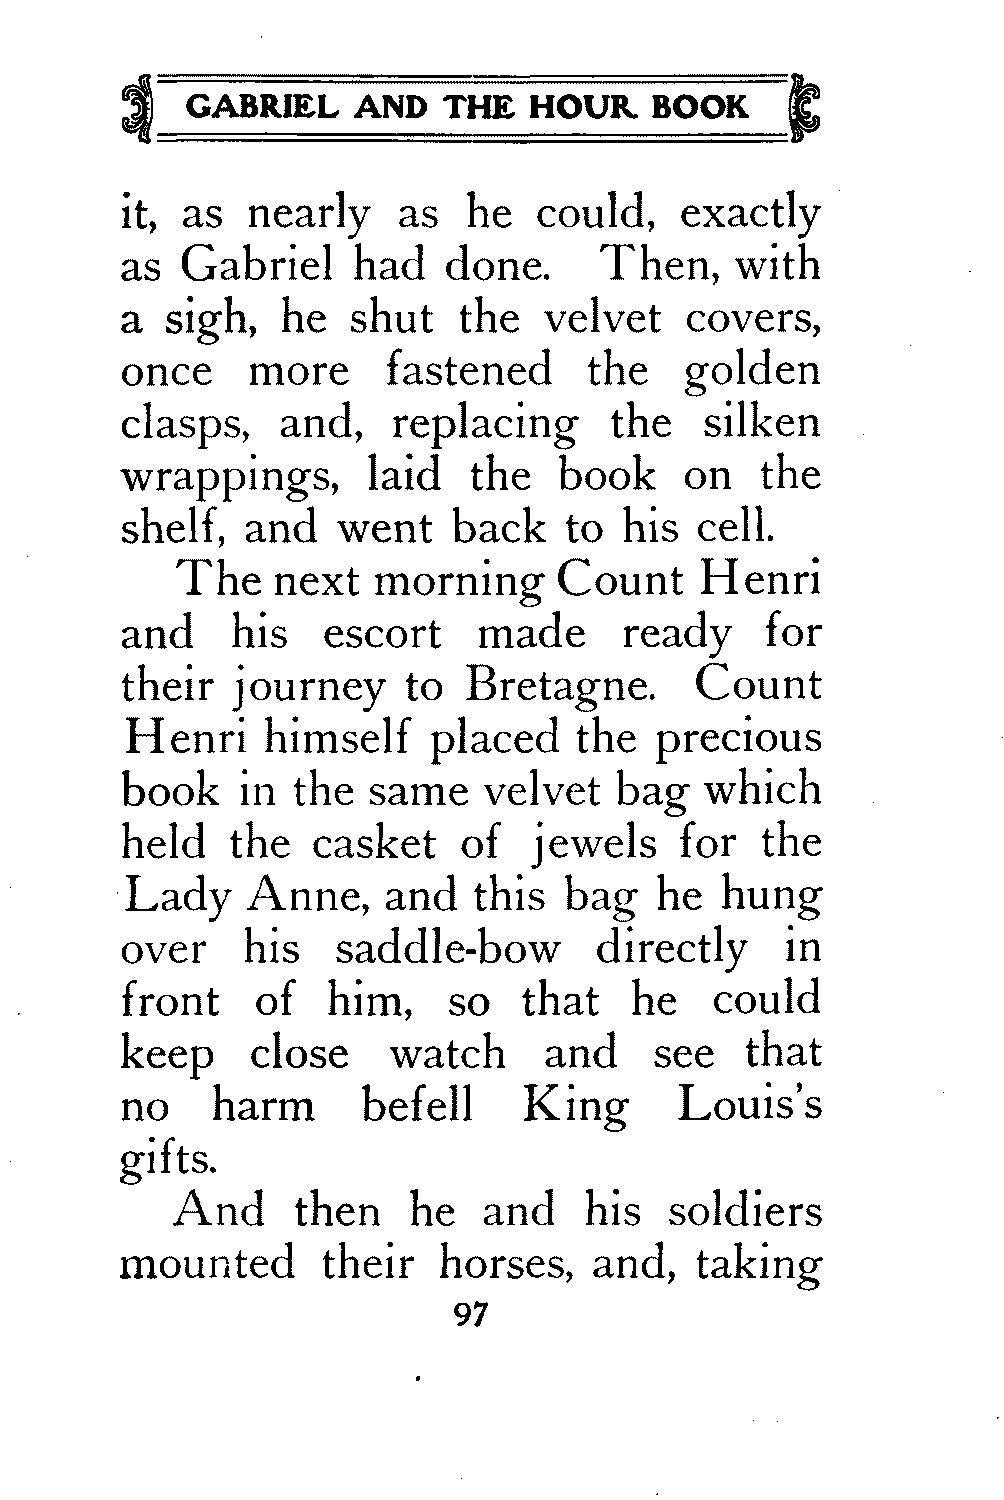 GABRIEL AND THE HOUR BOOK
it, as nearly as he could, exactly
as Gabriel had done. Then, with
a sigh, he shut the velvet covers,
once more fastened the golden
clasps, and, replacing the silken
wrappings, laid the book on the
shelf, and went back to his cell.
The next morning Count Henri
and his escort made ready for
their journey to Bretagne. Count
Henri himself placed the precious
book in the same velvet bag which
held the casket of jewels for the
Lady Anne, and this bag he hung
over his saddle-bow directly in
front of him, so that he could
keep close watch and see that
no harm befell King Louis's
gifts.
And then he and his soldiers
mounted their horses, and, taking
97